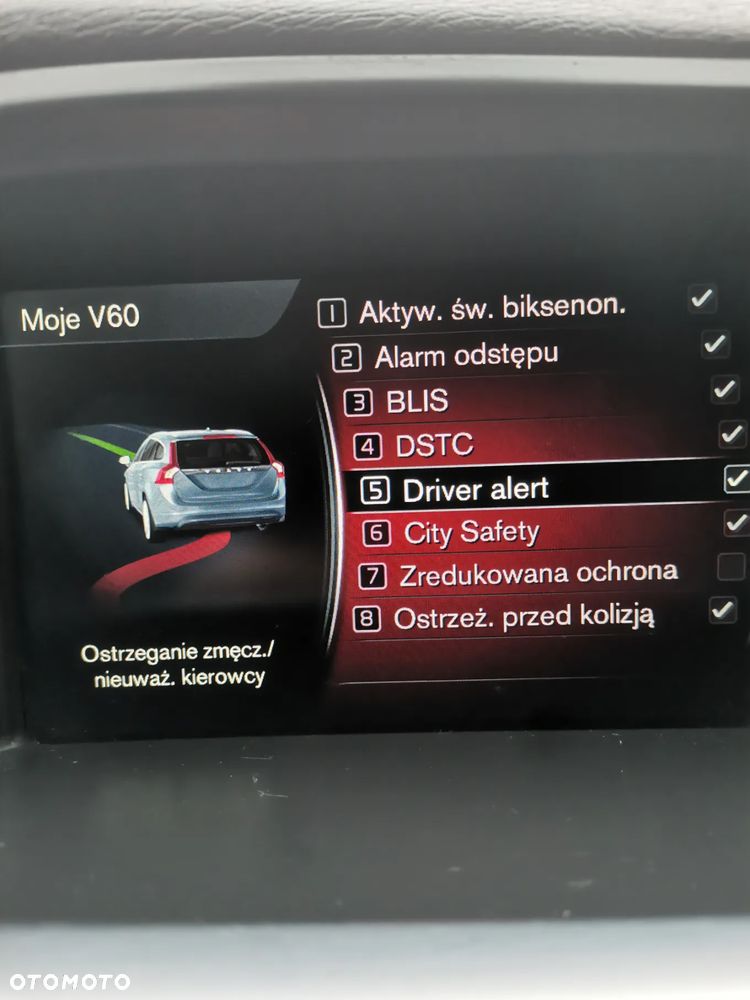 Moje V60
1 Aktyw. św. biksenon.
2 Alarm odstępu
3 BLIS
4 DSTC
5 Driver alert
6 City Safety
7 Zredukowana ochrona
8 Ostrzeż. przed kolizją
Ostrzeganie zmęcz./
nieuważ. kierowcy
OTOMOTO